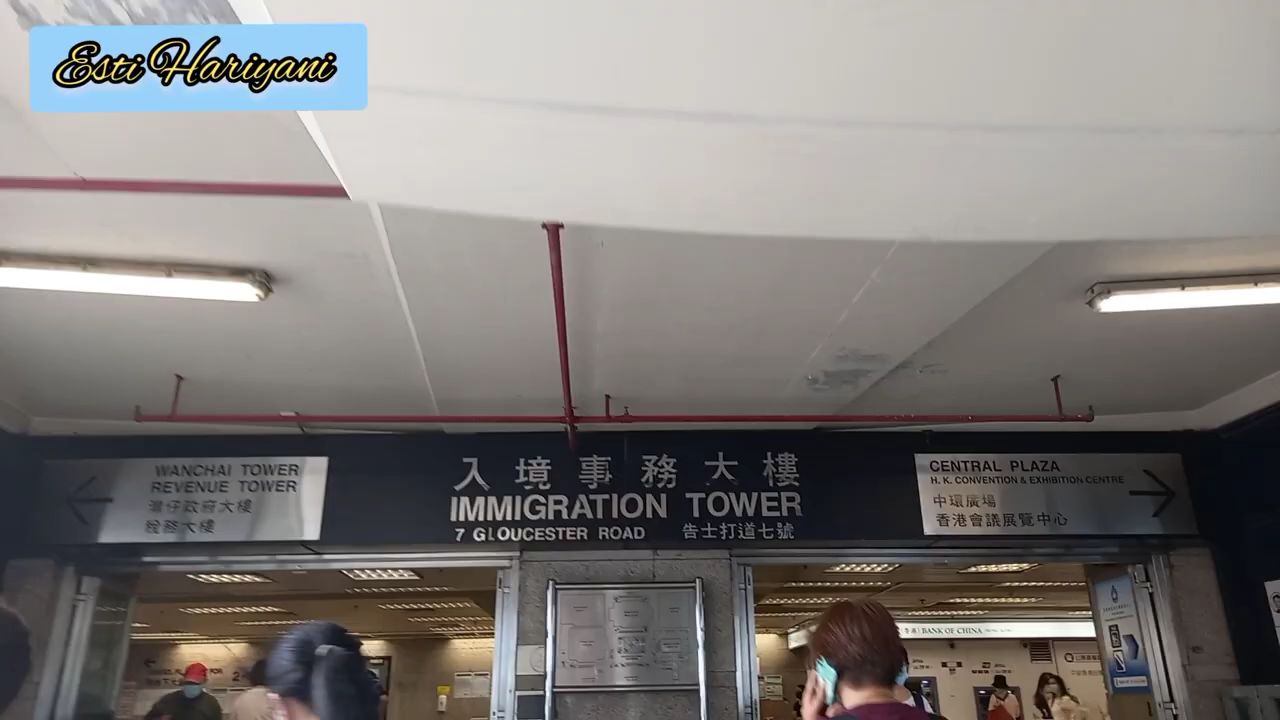 Esti Hariyani
WANCHAI TOWER
REVENUE TOWER
灣仔政府大樓
稅務大樓
入境事務大樓
IMMIGRATION TOWER
7 GLOUCESTER ROAD 告士打道七號
CENTRAL PLAZA
H. K. CONVENTION & EXHIBITION CENTRE
中環廣場
香港會議展覽中心
BANK OF CHINA